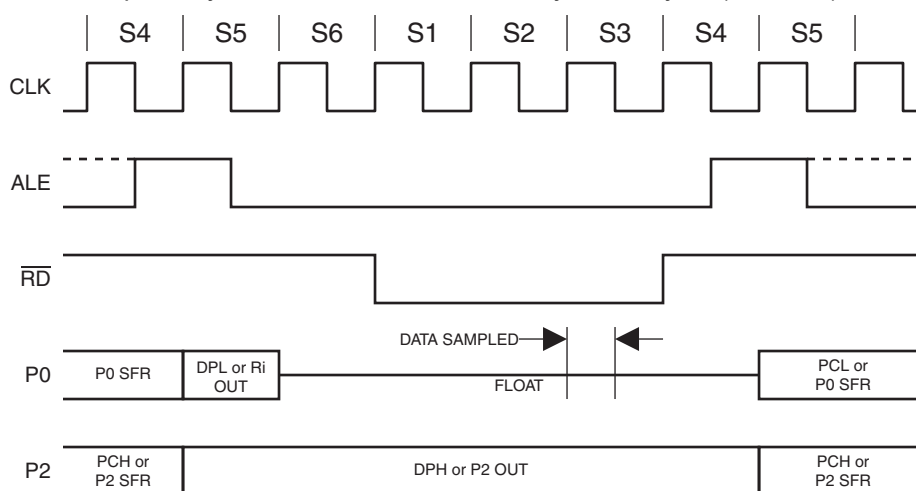 S4 S5 S6 S1 S2 S3 S4 S5
CLK
ALE
RD
DATA SAMPLED
P0
P0 SFR
DPL or Ri
OUT
FLOAT
PCL or
P0 SFR
P2
PCH or
P2 SFR
DPH or P2 OUT
PCH or
P2 SFR